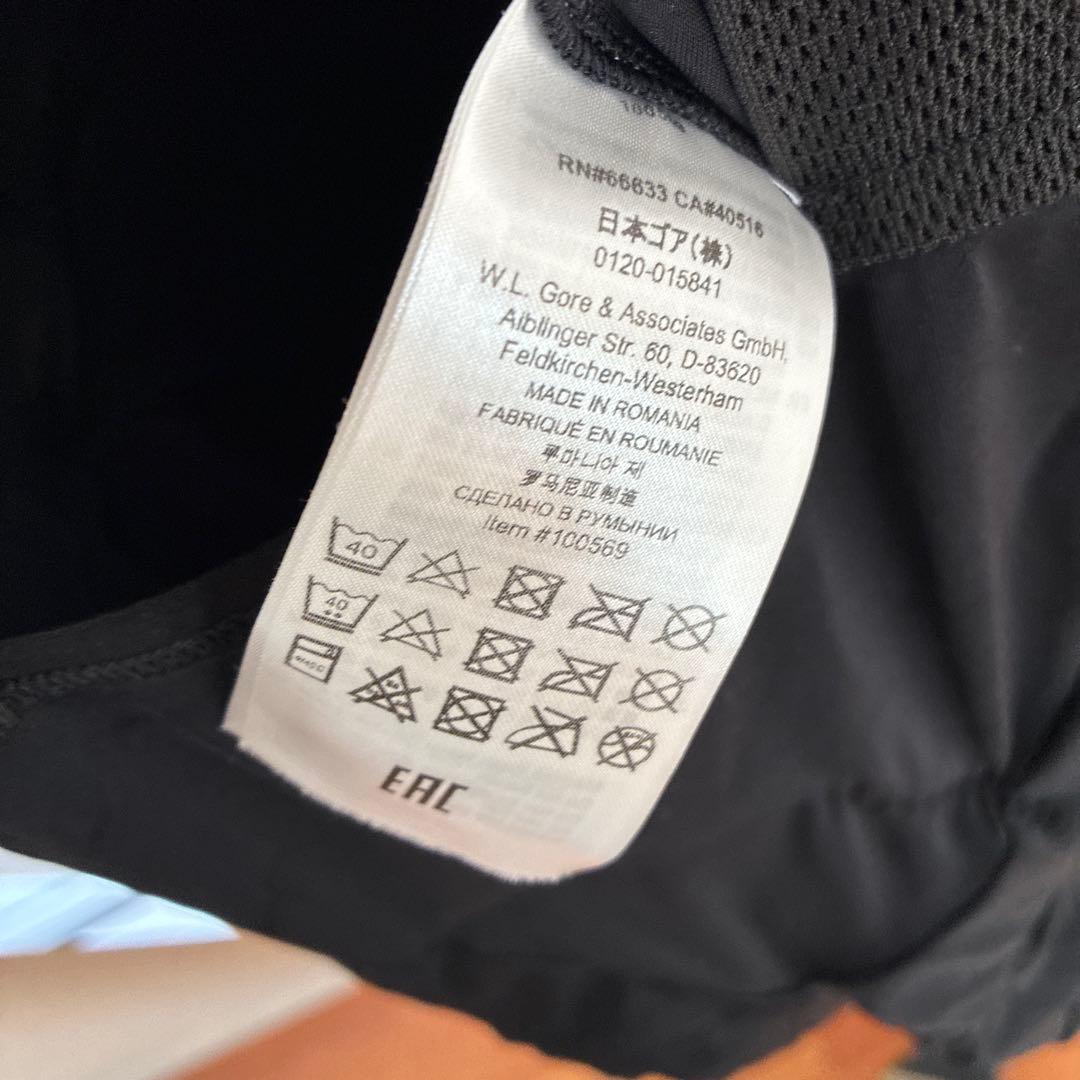 RN#66633 CA#40516
日本ゴア(株)
0120-015841
W.L. Gore & Associates GmbH,
Aiblinger Str. 60, D-83620
Feldkirchen-Westerham
MADE IN ROMANIA
FABRIQUÉ EN ROUMANIE
루마니아 제
罗马尼亚制造
СДЕЛАНО В РУМЫНИИ
Item #100569
40
40
EAC